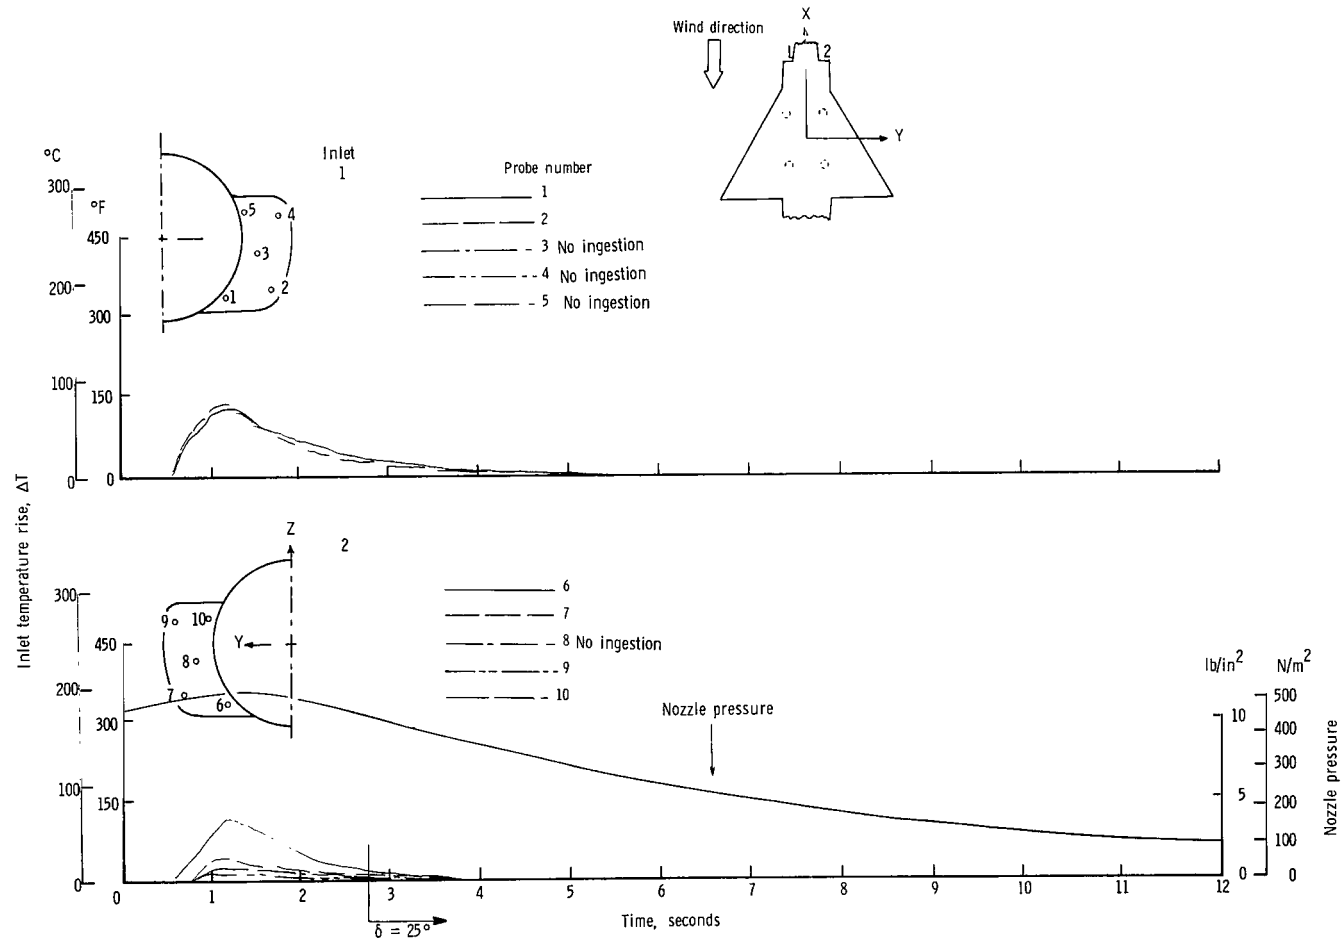 X
Wind direction
1 2
Y
°C
Inlet
1
Probe number
300
°F
450
200
300
100
150
0
0
5
4
3
2
1
1
2
3 No ingestion
4 No ingestion
5 No ingestion
Inlet temperature rise, ΔT
Z
2
300
450
200
300
100
150
0
9
10
8
7
6
Y
6
7
8 No ingestion
9
10
Nozzle pressure
lb/in²
N/m²
10
5
0
500
400
300
200
100
0
Nozzle pressure
0 1 2 3 4 5 6 7 8 9 10 11 12
Time, seconds
δ = 25°